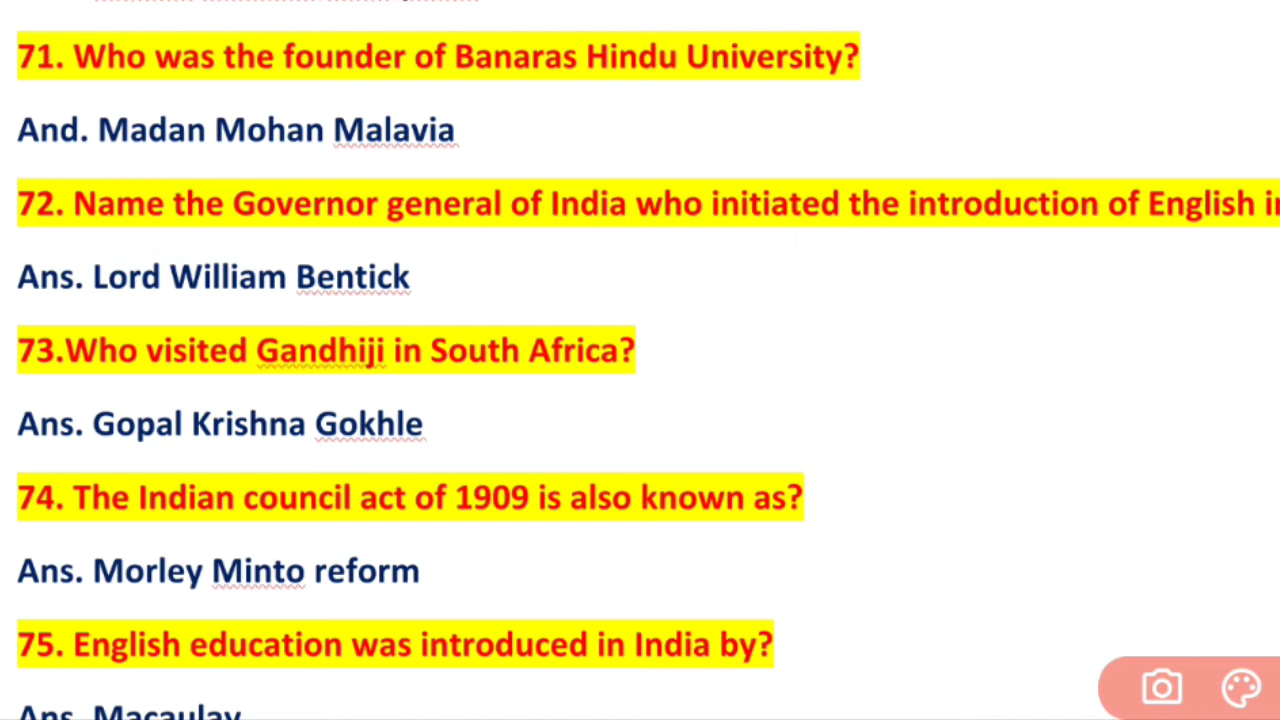 71. Who was the founder of Banaras Hindu University?
And. Madan Mohan Malavia
72. Name the Governor general of India who initiated the introduction of English in
Ans. Lord William Bentick
73.Who visited Gandhiji in South Africa?
Ans. Gopal Krishna Gokhle
74. The Indian council act of 1909 is also known as?
Ans. Morley Minto reform
75. English education was introduced in India by?
Ans. Macaulay